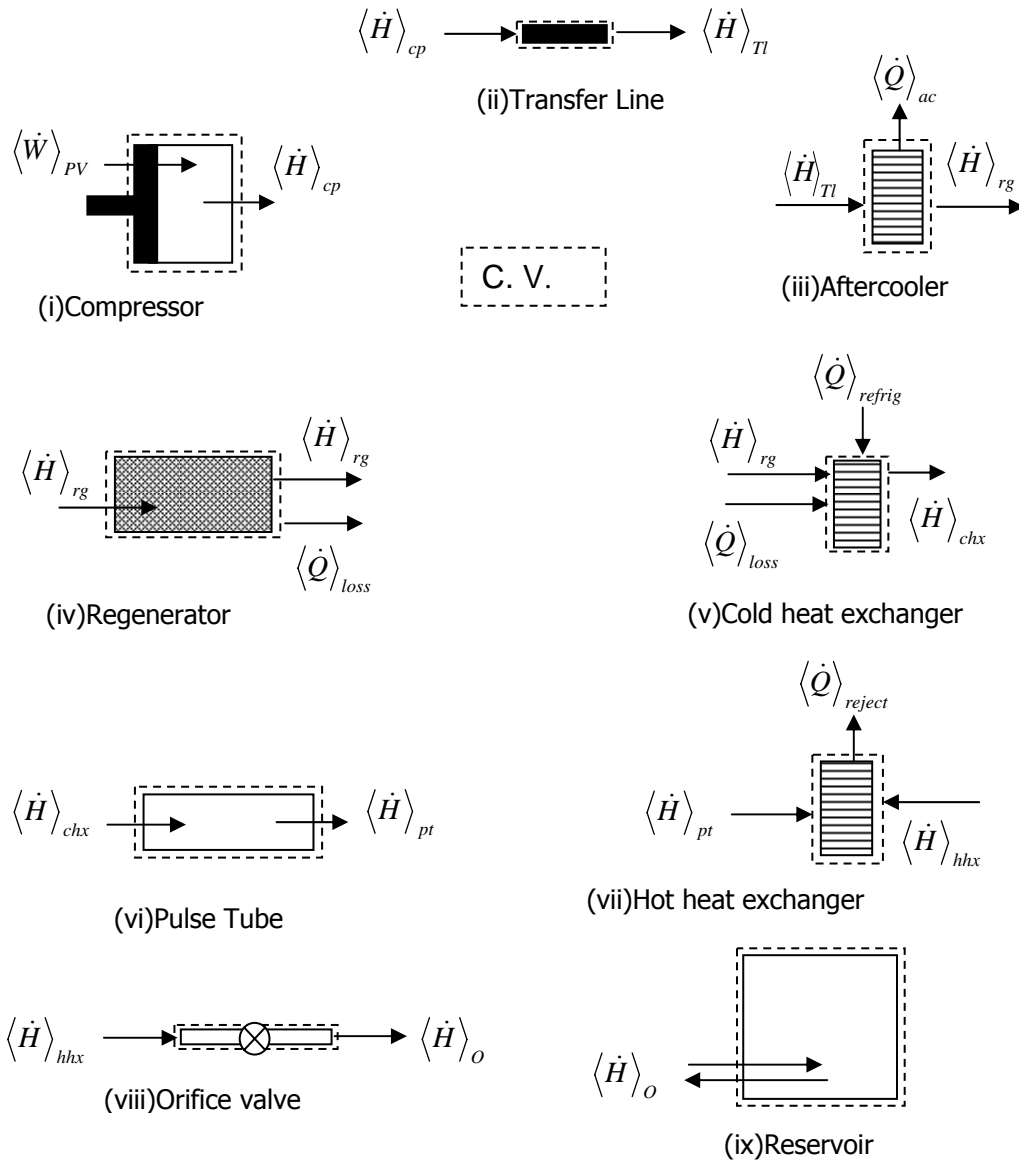 ⟨Ḣ⟩cp ⟨Ḣ⟩Tl
(ii)Transfer Line
⟨Q̇⟩ac
⟨Ẇ⟩PV ⟨Ḣ⟩cp
⟨Ḣ⟩Tl ⟨Ḣ⟩rg
C. V.
(iii)Aftercooler
(i)Compressor
⟨Q̇⟩refrig
⟨Ḣ⟩rg ⟨Ḣ⟩rg
⟨Ḣ⟩rg ⟨Ḣ⟩chx
⟨Q̇⟩loss ⟨Q̇⟩loss
(iv)Regenerator
(v)Cold heat exchanger
⟨Q̇⟩reject
⟨Ḣ⟩chx ⟨Ḣ⟩pt
⟨Ḣ⟩pt ⟨Ḣ⟩hhx
(vi)Pulse Tube
(vii)Hot heat exchanger
⟨Ḣ⟩hhx ⟨Ḣ⟩O
(viii)Orifice valve
⟨Ḣ⟩O
(ix)Reservoir